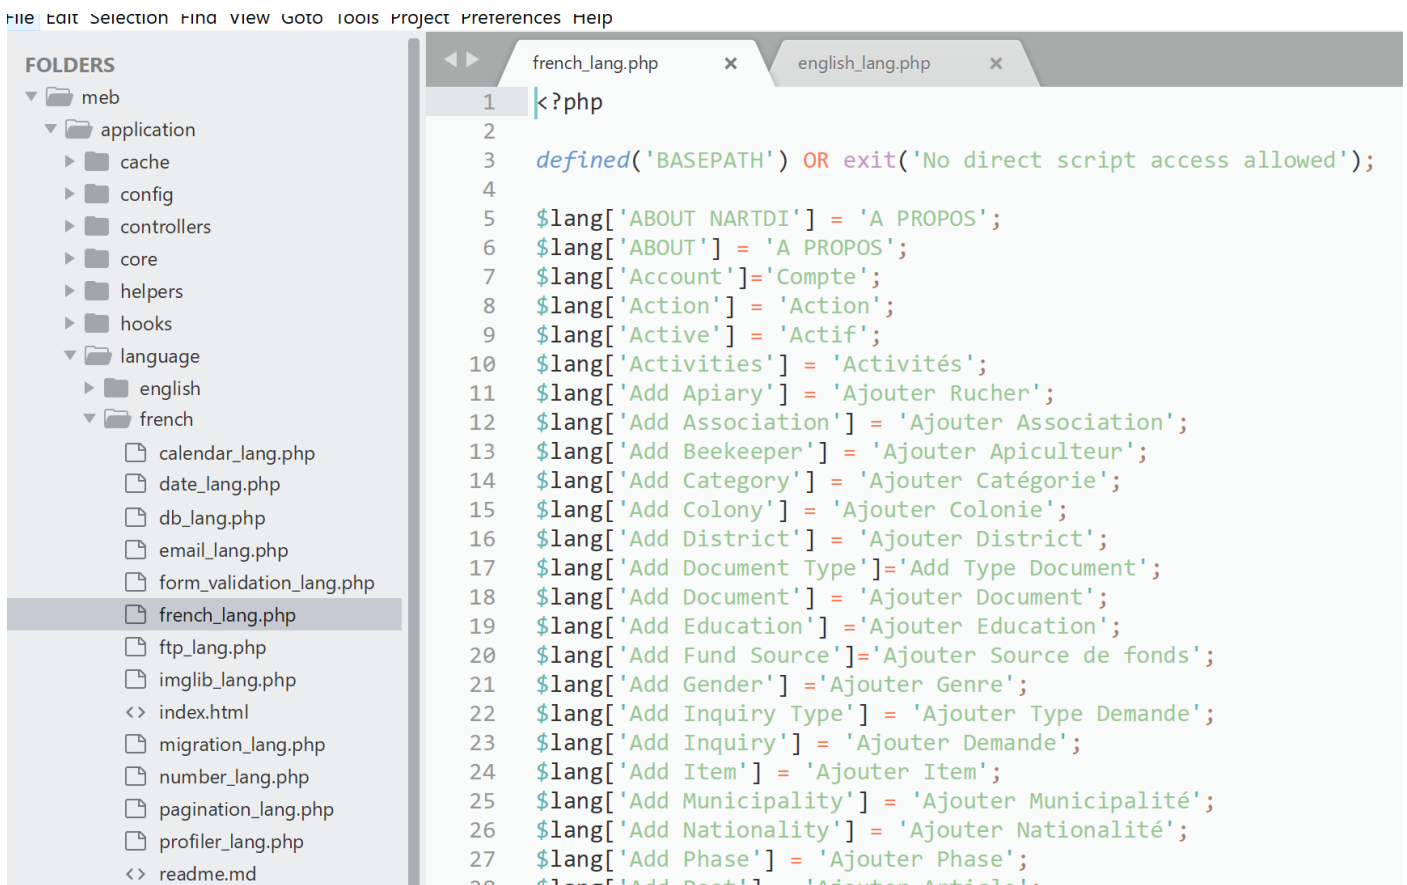 File Edit Selection Find View Goto Tools Project Preferences Help
FOLDERS
meb
application
cache
config
controllers
core
helpers
hooks
language
english
french
calendar_lang.php
date_lang.php
db_lang.php
email_lang.php
form_validation_lang.php
french_lang.php
ftp_lang.php
imglib_lang.php
index.html
migration_lang.php
number_lang.php
pagination_lang.php
profiler_lang.php
readme.md
french_lang.php × english_lang.php ×
1 <?php
2
3 defined('BASEPATH') OR exit('No direct script access allowed');
4
5 $lang['ABOUT NARTDI'] = 'A PROPOS';
6 $lang['ABOUT'] = 'A PROPOS';
7 $lang['Account']='Compte';
8 $lang['Action'] = 'Action';
9 $lang['Active'] = 'Actif';
10 $lang['Activities'] = 'Activités';
11 $lang['Add Apiary'] = 'Ajouter Rucher';
12 $lang['Add Association'] = 'Ajouter Association';
13 $lang['Add Beekeeper'] = 'Ajouter Apiculteur';
14 $lang['Add Category'] = 'Ajouter Catégorie';
15 $lang['Add Colony'] = 'Ajouter Colonie';
16 $lang['Add District'] = 'Ajouter District';
17 $lang['Add Document Type']='Add Type Document';
18 $lang['Add Document'] = 'Ajouter Document';
19 $lang['Add Education'] ='Ajouter Education';
20 $lang['Add Fund Source']='Ajouter Source de fonds';
21 $lang['Add Gender'] ='Ajouter Genre';
22 $lang['Add Inquiry Type'] = 'Ajouter Type Demande';
23 $lang['Add Inquiry'] = 'Ajouter Demande';
24 $lang['Add Item'] = 'Ajouter Item';
25 $lang['Add Municipality'] = 'Ajouter Municipalité';
26 $lang['Add Nationality'] = 'Ajouter Nationalité';
27 $lang['Add Phase'] = 'Ajouter Phase';